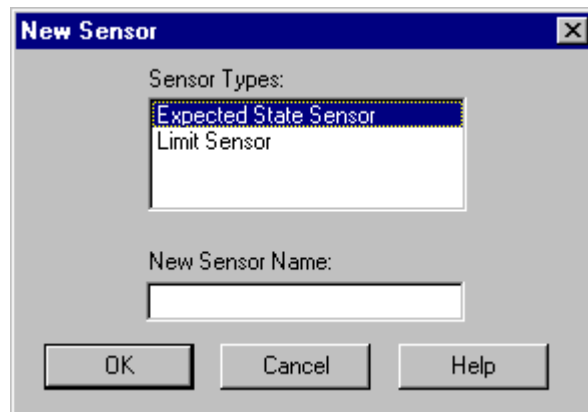 New Sensor
Sensor Types:
Expected State Sensor
Limit Sensor
New Sensor Name:
OK Cancel Help